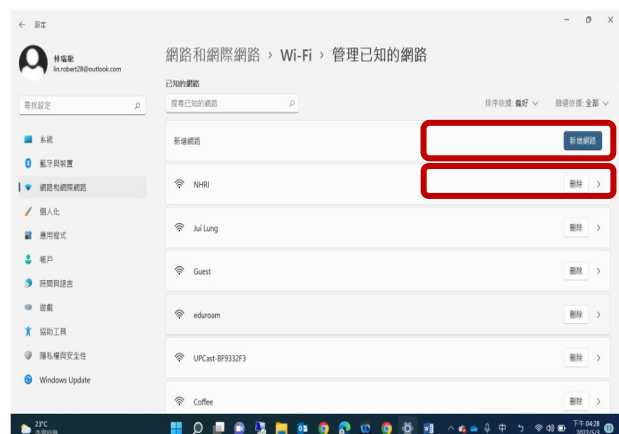 設定
林瑞龍
lin.robert28@outlook.com
尋找設定
系統
藍牙與裝置
網路和網際網路
個人化
應用程式
帳戶
時間與語言
遊戲
協助工具
隱私權與安全性
Windows Update
網路和網際網路 > Wi-Fi > 管理已知的網路
已知的網路
搜尋已知的網路
排序依據: 偏好
篩選依據: 全部
新增網路
新增網路
NHRI
刪除
Jui Lung
刪除
Guest
刪除
eduroam
刪除
UPCast-BF9332F3
刪除
Coffee
刪除
23°C
中
ㄅ
下午 04:28
2022/5/3